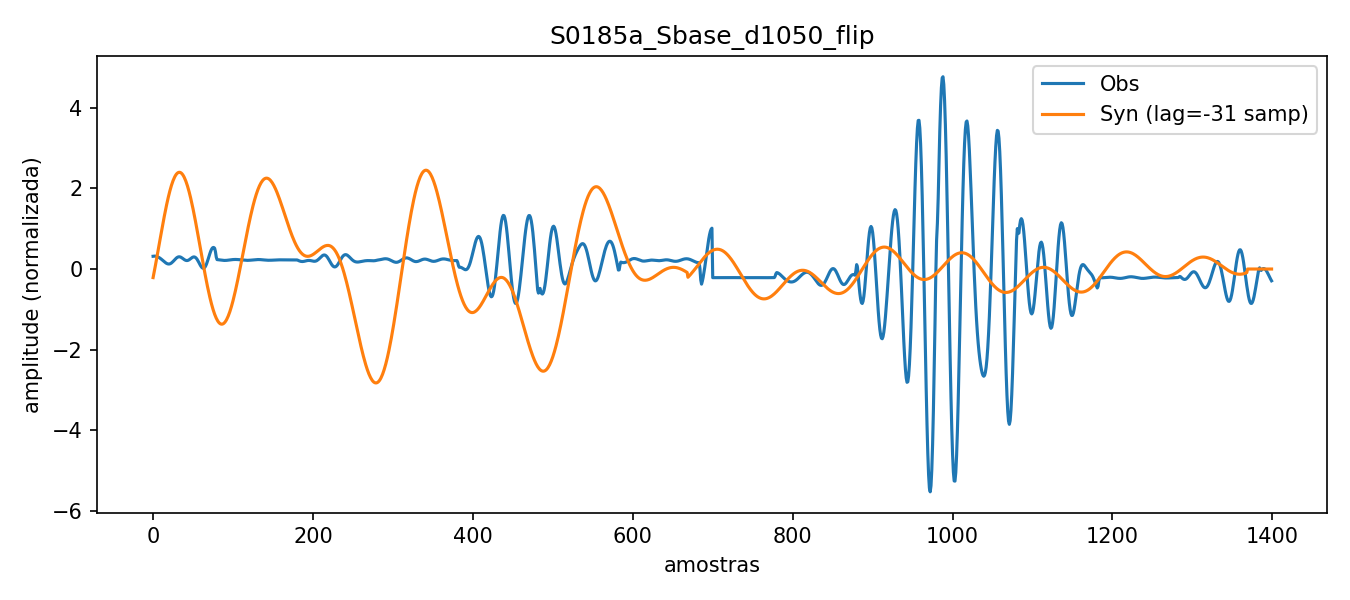 S0185a_Sbase_d1050_flip
Obs
Syn (lag=-31 samp)
amplitude (normalizada)
4
2
0
−2
−4
−6
0 200 400 600 800 1000 1200 1400
amostras